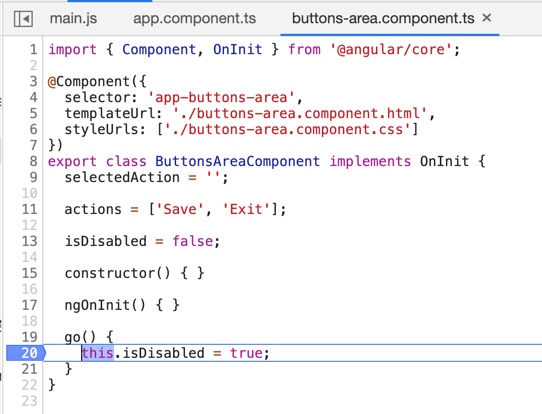 main.js app.component.ts buttons-area.component.ts ×
1 import { Component, OnInit } from '@angular/core';
2
3 @Component({
4 selector: 'app-buttons-area',
5 templateUrl: './buttons-area.component.html',
6 styleUrls: ['./buttons-area.component.css']
7 })
8 export class ButtonsAreaComponent implements OnInit {
9 selectedAction = '';
10
11 actions = ['Save', 'Exit'];
12
13 isDisabled = false;
14
15 constructor() { }
16
17 ngOnInit() { }
18
19 go() {
20 this.isDisabled = true;
21 }
22 }
23